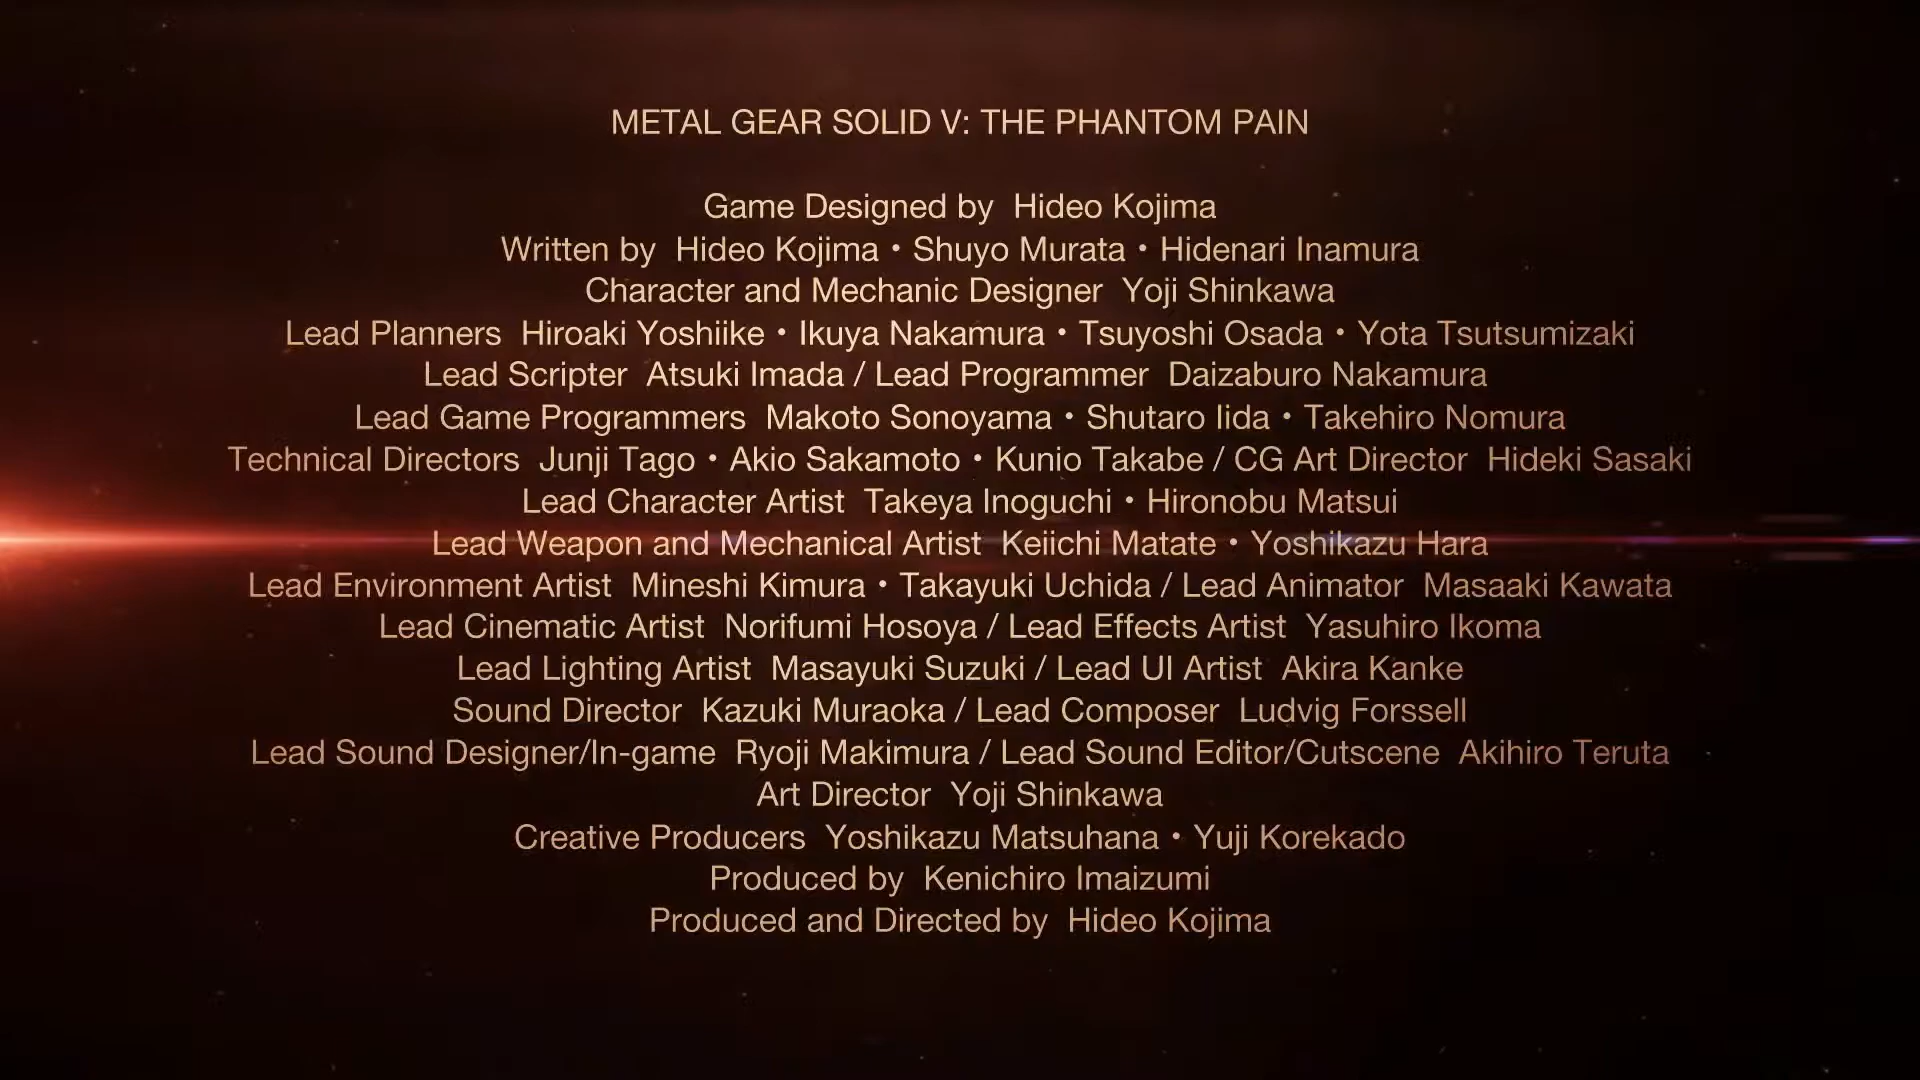 METAL GEAR SOLID V: THE PHANTOM PAIN
Game Designed by  Hideo Kojima
Written by  Hideo Kojima・Shuyo Murata・Hidenari Inamura
Character and Mechanic Designer  Yoji Shinkawa
Lead Planners  Hiroaki Yoshiike・Ikuya Nakamura・Tsuyoshi Osada・Yota Tsutsumizaki
Lead Scripter  Atsuki Imada / Lead Programmer  Daizaburo Nakamura
Lead Game Programmers  Makoto Sonoyama・Shutaro Iida・Takehiro Nomura
Technical Directors  Junji Tago・Akio Sakamoto・Kunio Takabe / CG Art Director  Hideki Sasaki
Lead Character Artist  Takeya Inoguchi・Hironobu Matsui
Lead Weapon and Mechanical Artist  Keiichi Matate・Yoshikazu Hara
Lead Environment Artist  Mineshi Kimura・Takayuki Uchida / Lead Animator  Masaaki Kawata
Lead Cinematic Artist  Norifumi Hosoya / Lead Effects Artist  Yasuhiro Ikoma
Lead Lighting Artist  Masayuki Suzuki / Lead UI Artist  Akira Kanke
Sound Director  Kazuki Muraoka / Lead Composer  Ludvig Forssell
Lead Sound Designer/In-game  Ryoji Makimura / Lead Sound Editor/Cutscene  Akihiro Teruta
Art Director  Yoji Shinkawa
Creative Producers  Yoshikazu Matsuhana・Yuji Korekado
Produced by  Kenichiro Imaizumi
Produced and Directed by  Hideo Kojima